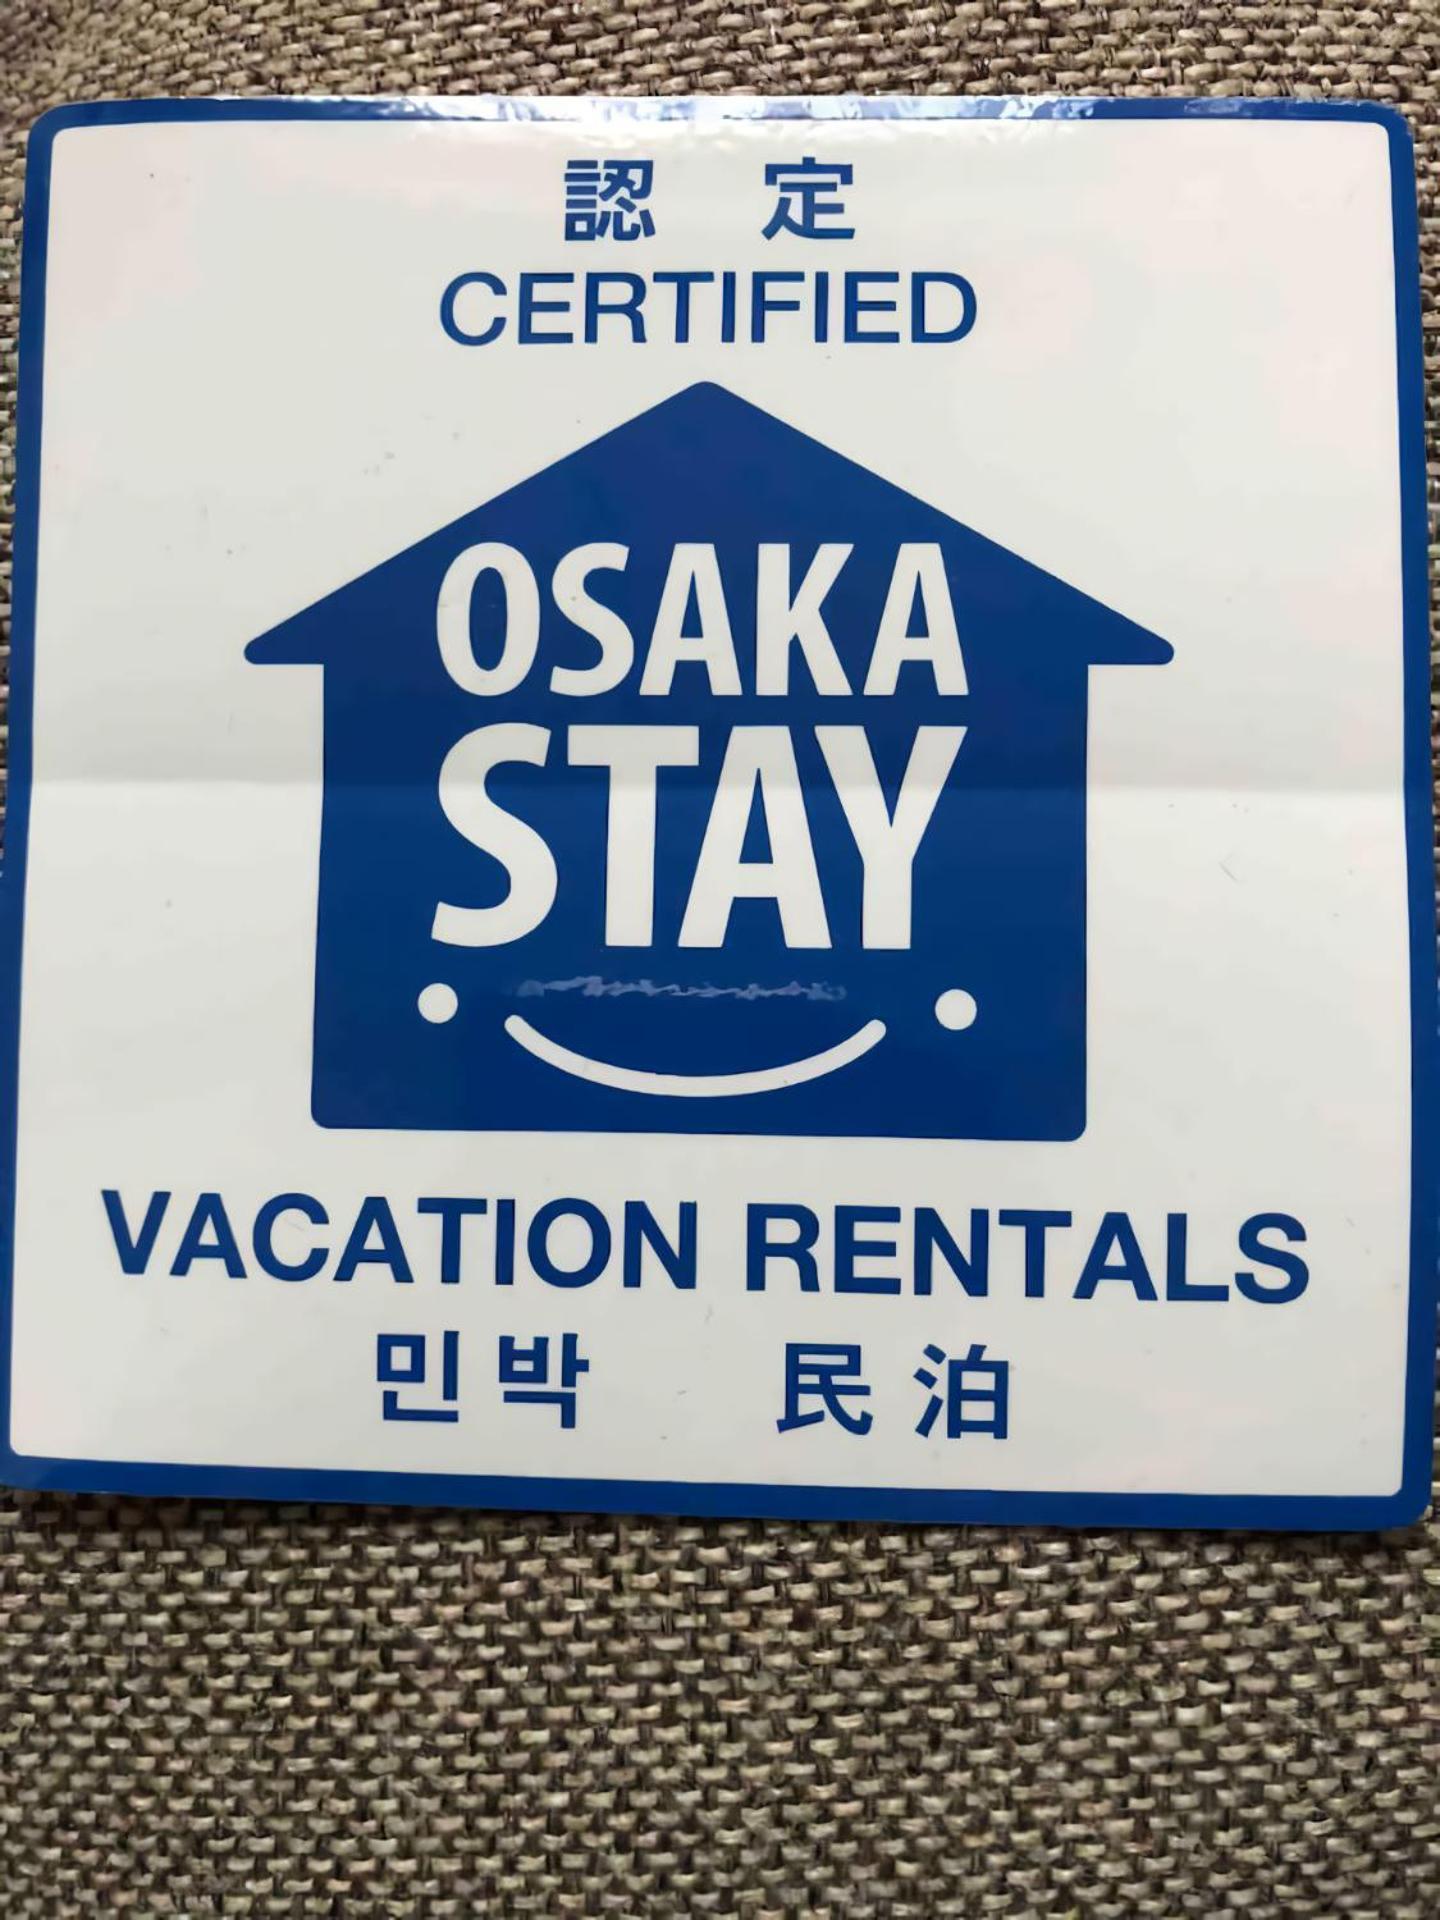 認 定
CERTIFIED
OSAKA
STAY
VACATION RENTALS
민박 民泊